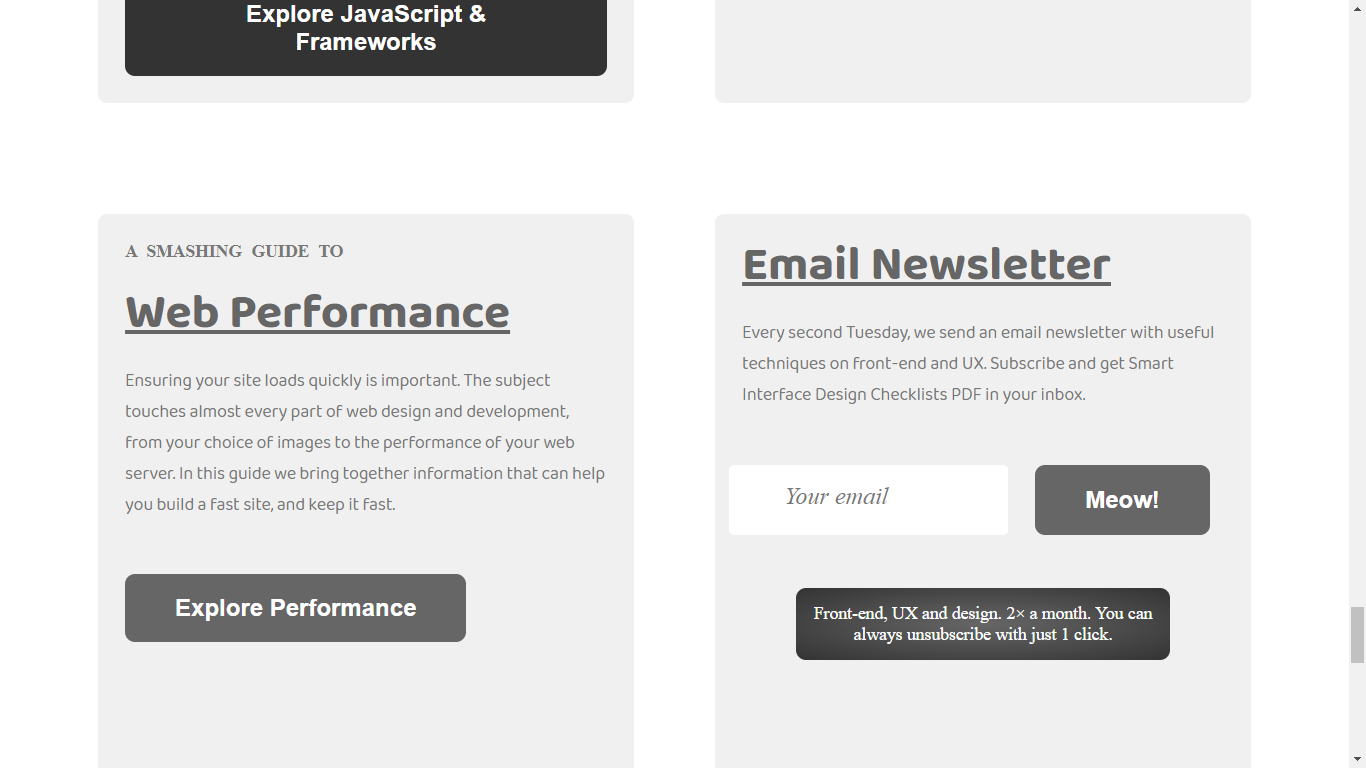 Explore JavaScript &
Frameworks
A SMASHING GUIDE TO
Web Performance
Ensuring your site loads quickly is important. The subject
touches almost every part of web design and development,
from your choice of images to the performance of your web
server. In this guide we bring together information that can help
you build a fast site, and keep it fast.
Explore Performance
Email Newsletter
Every second Tuesday, we send an email newsletter with useful
techniques on front-end and UX. Subscribe and get Smart
Interface Design Checklists PDF in your inbox.
Your email
Meow!
Front-end, UX and design. 2× a month. You can
always unsubscribe with just 1 click.